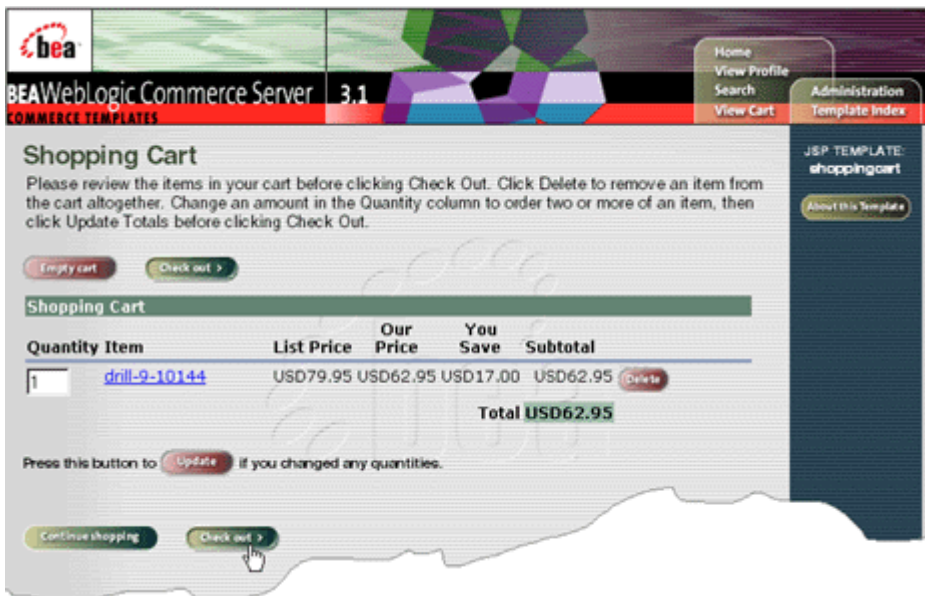 bea
Home
View Profile
Search
View Cart
Administration
Template Index
BEAWebLogic Commerce Server 3.1
COMMERCE TEMPLATES
JSP TEMPLATE:
shoppingcart
About this Template
Shopping Cart
Please review the items in your cart before clicking Check Out. Click Delete to remove an item from
the cart altogether. Change an amount in the Quantity column to order two or more of an item, then
click Update Totals before clicking Check Out.
Empty cart Check out >
Shopping Cart
Quantity Item List Price Our Price You Save Subtotal
1 drill-9-10144 USD79.95 USD62.95 USD17.00 USD62.95 Delete
Total USD62.95
Press this button to Update if you changed any quantities.
Continue shopping Check out >